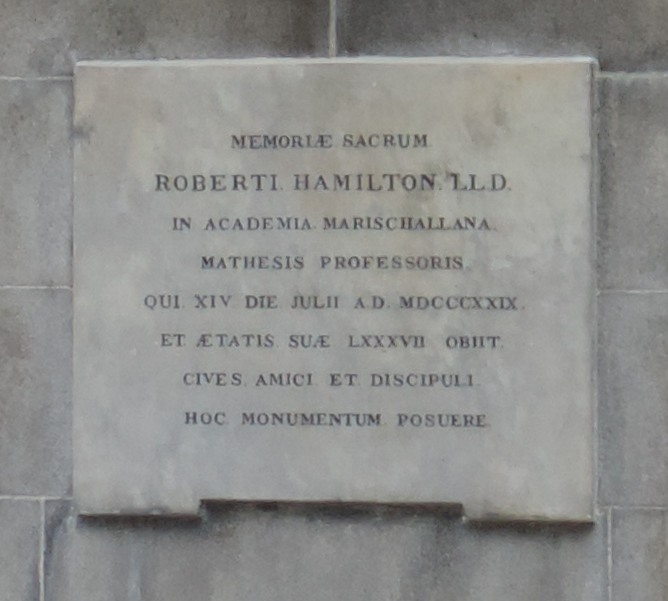 MEMORIÆ SACRUM
ROBERTI. HAMILTON. LL.D.
IN ACADEMIA MARISCHALLANA.
MATHESIS PROFESSORIS.
QUI. XIV. DIE JULII A.D. MDCCCXXIX.
ET. ÆTATIS. SUÆ LXXXVII OBIIT.
CIVES. AMICI. ET. DISCIPULI.
HOC. MONUMENTUM. POSUERE.